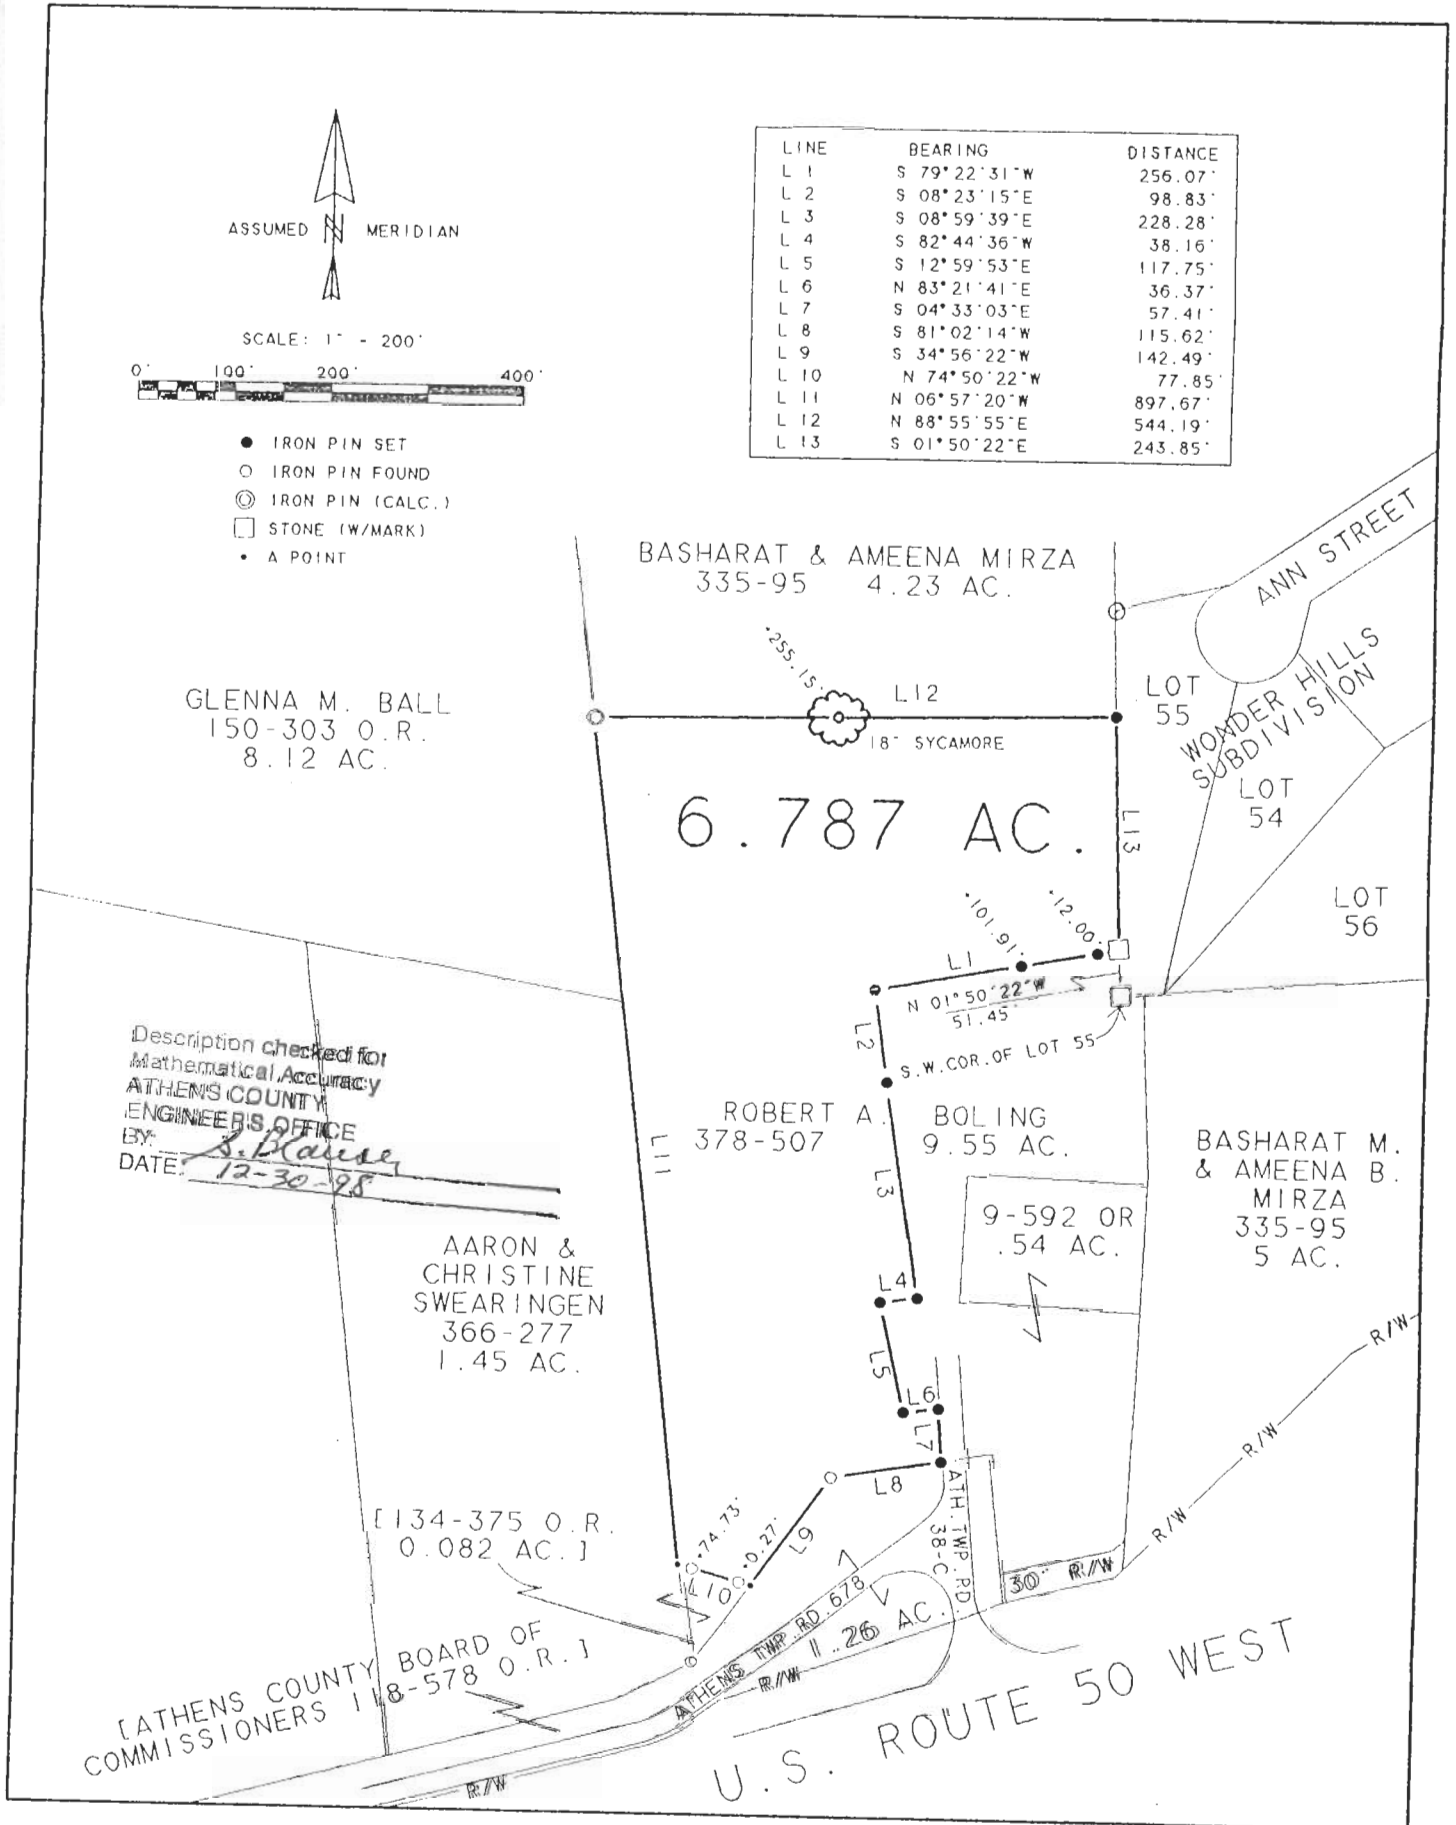 ASSUMED N MERIDIAN
SCALE: 1" - 200'
0' 100' 200' 400'
IRON PIN SET
IRON PIN FOUND
IRON PIN (CALC.)
STONE (W/MARK)
A POINT
LINE BEARING DISTANCE
L 1 S 79°22'31"W 256.07'
L 2 S 08°23'15"E 98.83'
L 3 S 08°59'39"E 228.28'
L 4 S 82°44'36"W 38.16'
L 5 S 12°59'53"E 117.75'
L 6 N 83°21'41"E 36.37'
L 7 S 04°33'03"E 57.41'
L 8 S 81°02'14"W 115.62'
L 9 S 34°56'22"W 142.49'
L 10 N 74°50'22"W 77.85'
L 11 N 06°57'20"W 897.67'
L 12 N 88°55'55"E 544.19'
L 13 S 01°50'22"E 243.85'
BASHARAT & AMEENA MIRZA
335-95 4.23 AC.
ANN STREET
GLENNA M. BALL
150-303 O.R.
8.12 AC.
255.15'
L12
18" SYCAMORE
LOT
55
WONDER HILLS
SUBDIVISION
LOT
54
6.787 AC.
L13
LOT
56
101.91'
12.00'
L1
N 01°50'22"W
51.45'
L2
S.W.COR.OF LOT 55
Description checked for
Mathematical Accuracy
ATHENS COUNTY
ENGINEER'S OFFICE
BY: S. Blauser
DATE: 12-30-98
L11
ROBERT A. BOLING
378-507 9.55 AC.
L3
BASHARAT M.
& AMEENA B.
MIRZA
335-95
5 AC.
9-592 OR
.54 AC.
AARON &
CHRISTINE
SWEARINGEN
366-277
1.45 AC.
L4
L5
L6
L7
R/W
R/W
R/W
L8
L9
ATH. TWP. RD.
38-C
[134-375 O.R.
0.082 AC.]
74.73'
0.27'
L10
30' R/W
ATHENS TWP. RD. 678
1.26 AC.
R/W
[ATHENS COUNTY BOARD OF
COMMISSIONERS 118-578 O.R.]
R/W
U.S. ROUTE 50 WEST